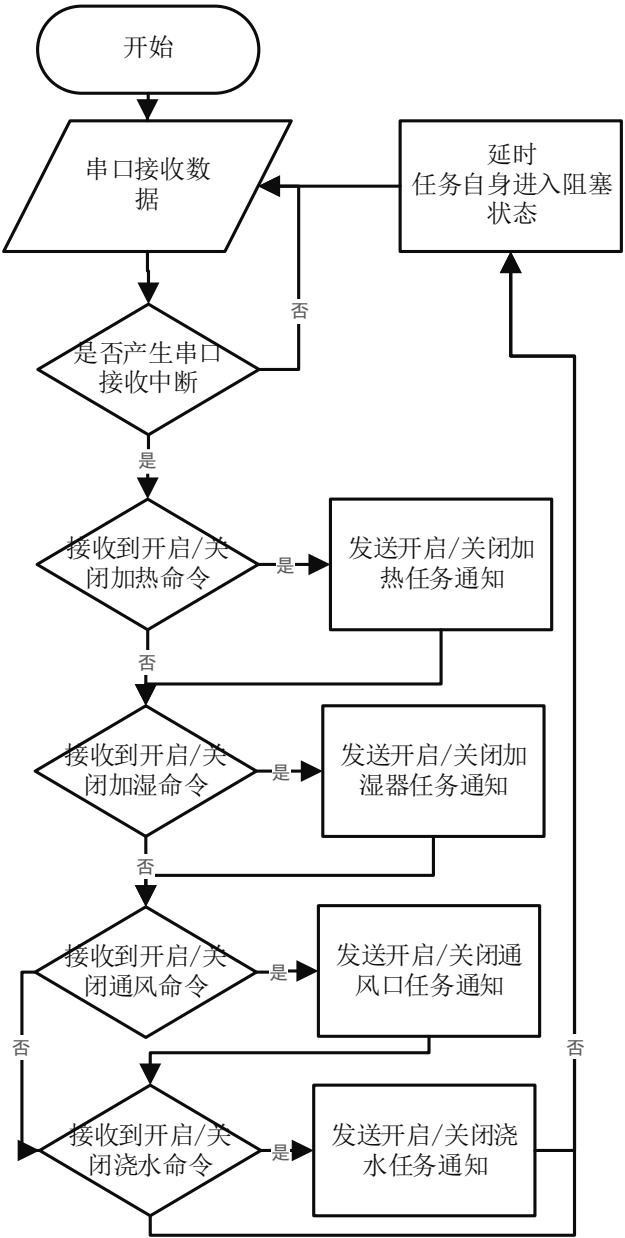 开始
串口接收数
据
延时
任务自身进入阻塞
状态
否
是否产生串口
接收中断
是
接收到开启/关
闭加热命令
是
发送开启/关闭加
热任务通知
否
接收到开启/关
闭加湿命令
是
发送开启/关闭加
湿器任务通知
否
接收到开启/关
闭通风命令
是
发送开启/关闭通
风口任务通知
否
否
接收到开启/关
闭浇水命令
是
发送开启/关闭浇
水任务通知